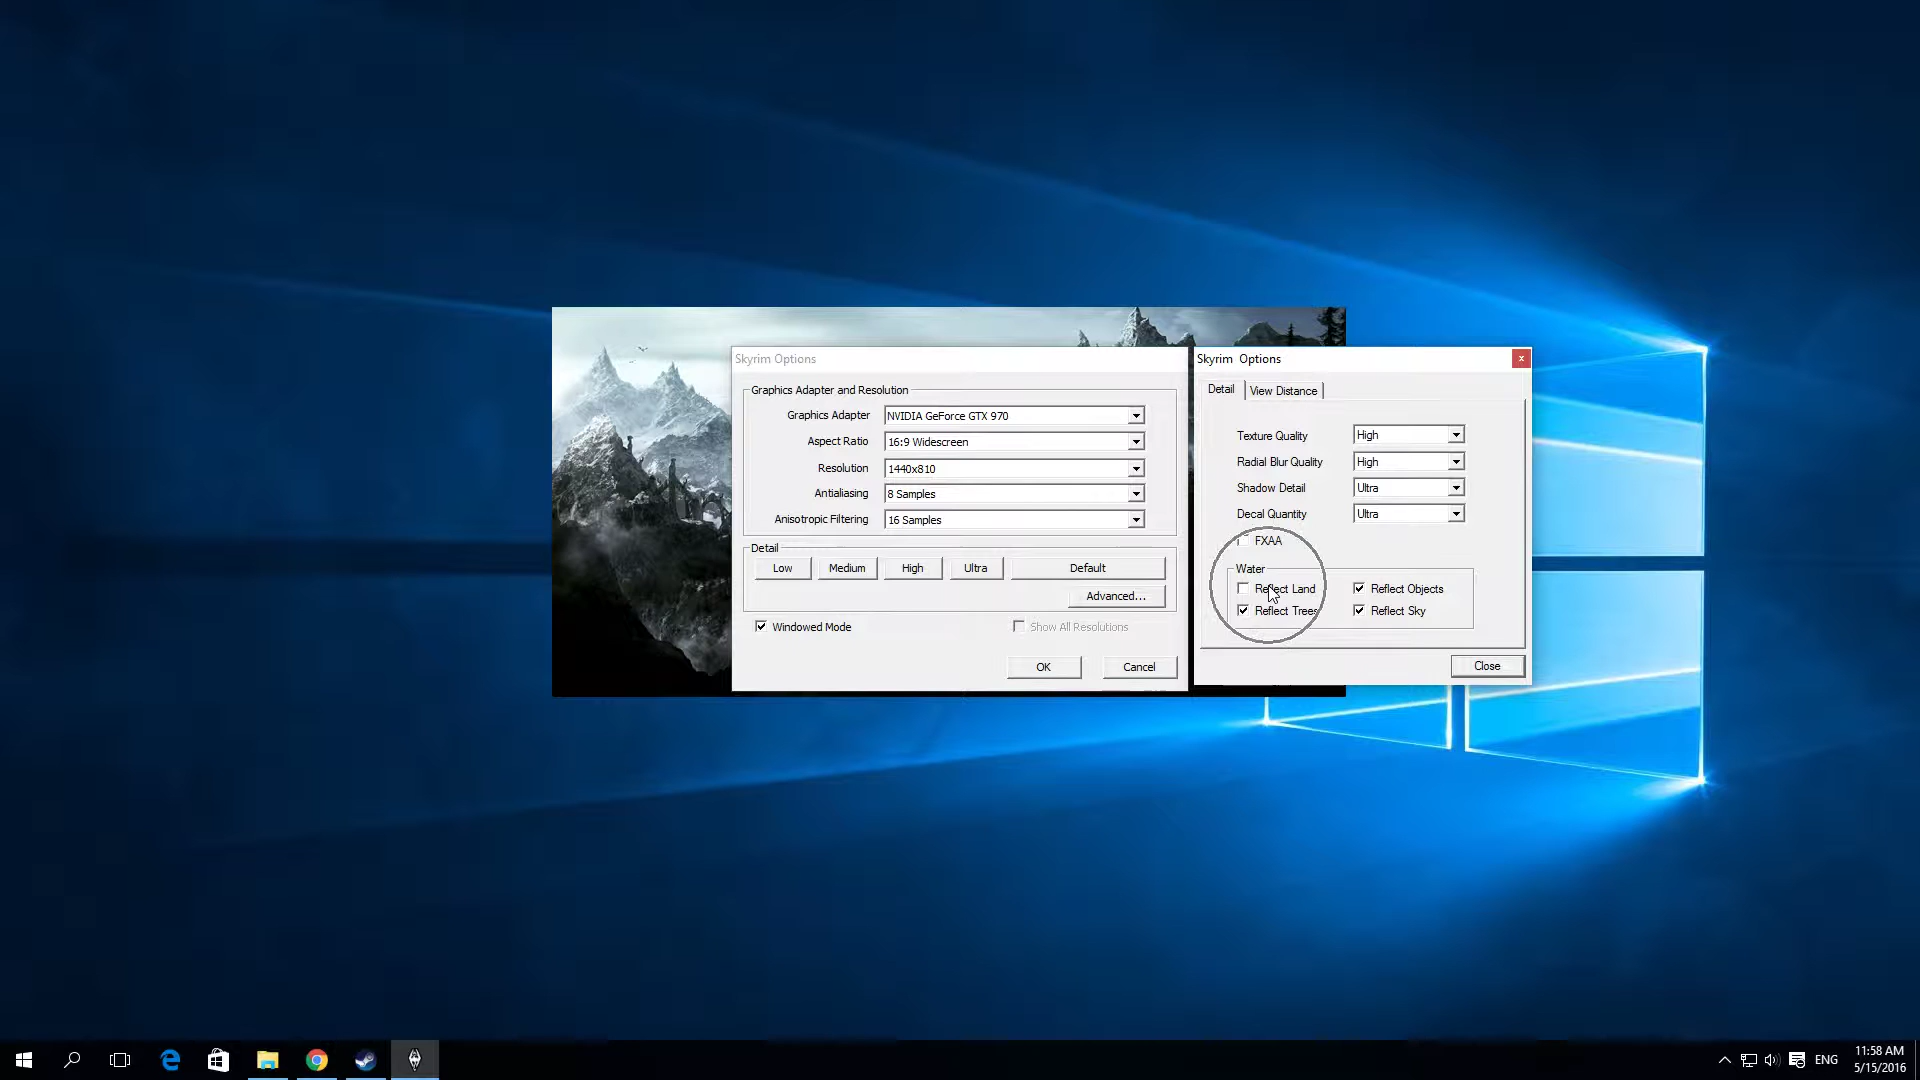 Skyrim Options
Graphics Adapter and Resolution
Graphics Adapter NVIDIA GeForce GTX 970
Aspect Ratio 16:9 Widescreen
Resolution 1440x810
Antialiasing 8 Samples
Anisotropic Filtering 16 Samples
Detail
Low Medium High Ultra Default
Advanced...
Windowed Mode Show All Resolutions
OK Cancel
Skyrim Options
x
Detail View Distance
Texture Quality High
Radial Blur Quality High
Shadow Detail Ultra
Decal Quantity Ultra
FXAA
Water
Reflect Land Reflect Objects
Reflect Trees Reflect Sky
Close
ENG
11:58 AM
5/15/2016